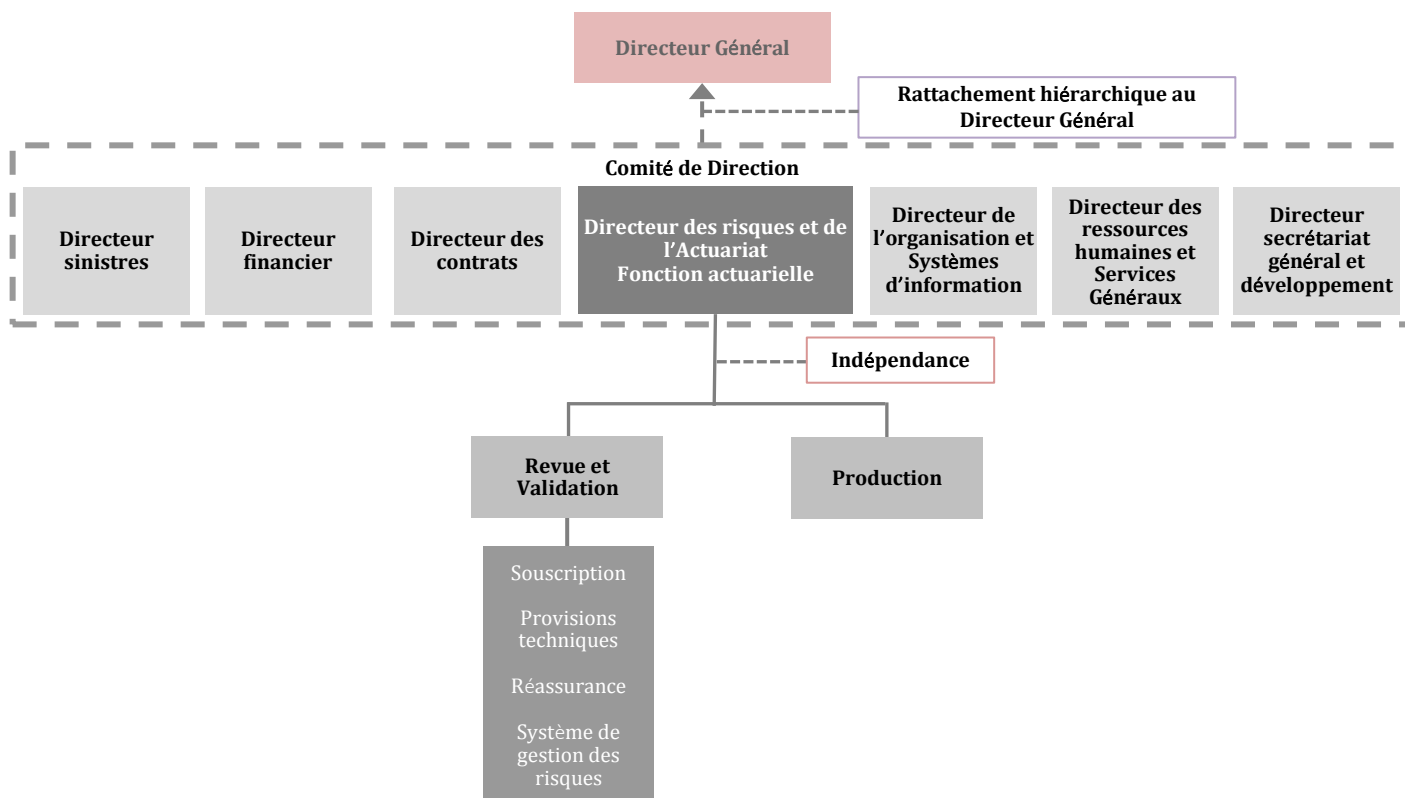 Directeur Général
Rattachement hiérarchique au
Directeur Général
Comité de Direction
Directeur
sinistres
Directeur
financier
Directeur des
contrats
Directeur des risques et de
l’Actuariat
Fonction actuarielle
Directeur de
l’organisation et
Systèmes
d’information
Directeur des
ressources
humaines et
Services
Généraux
Directeur
secrétariat
général et
développement
Indépendance
Revue et
Validation
Production
Souscription
Provisions
techniques
Réassurance
Système de
gestion des
risques